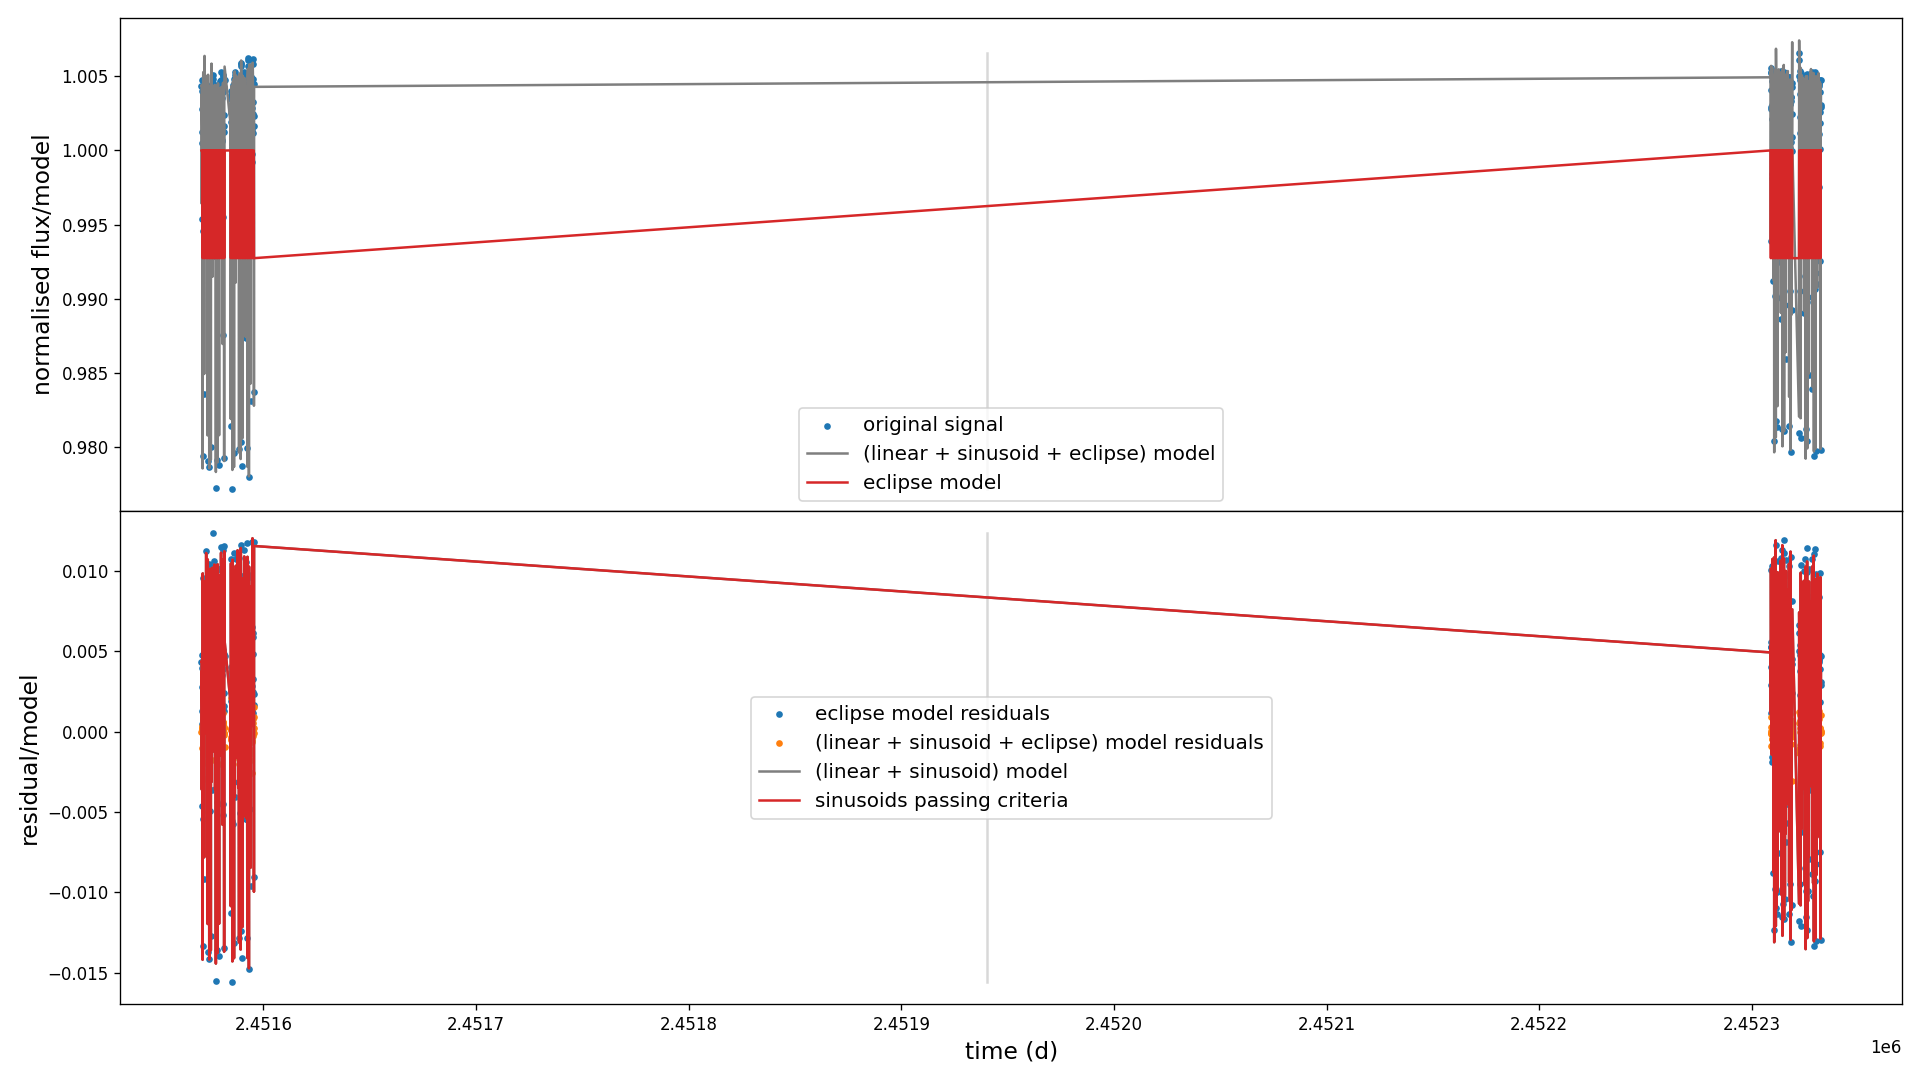 normalised flux/model
1.005
1.000
0.995
0.990
0.985
0.980
original signal
(linear + sinusoid + eclipse) model
eclipse model
residual/model
0.010
0.005
0.000
−0.005
−0.010
−0.015
eclipse model residuals
(linear + sinusoid + eclipse) model residuals
(linear + sinusoid) model
sinusoids passing criteria
2.4516 2.4517 2.4518 2.4519 2.4520 2.4521 2.4522 2.4523
time (d)
1e6